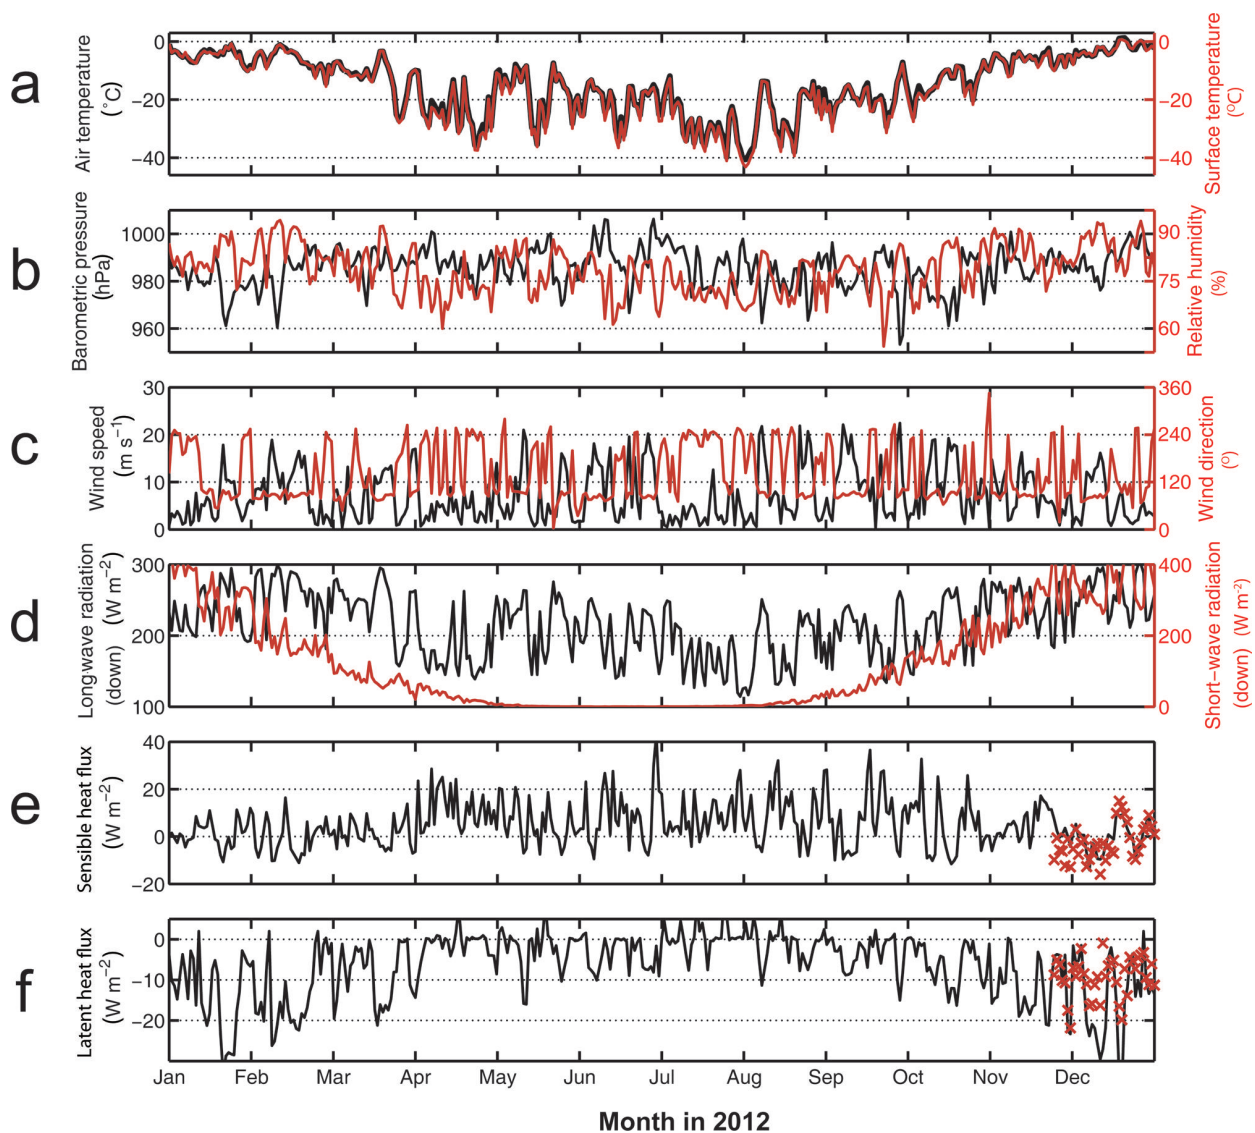 a
Air temperature
(°C)
0
−20
−40
0
−20
−40
Surface temperature
(°C)
b
Barometric pressure
(hPa)
1000
980
960
90
75
60
Relative humidity
(%)
c
Wind speed
(m s⁻¹)
30
20
10
0
360
240
120
0
Wind direction
(°)
d
Long-wave radiation
(down) (W m⁻²)
300
200
100
400
200
0
Short−wave radiation
(down) (W m⁻²)
e
Sensible heat flux
(W m⁻²)
40
20
0
−20
f
Latent heat flux
(W m⁻²)
0
−10
−20
Jan Feb Mar Apr May Jun Jul Aug Sep Oct Nov Dec
Month in 2012